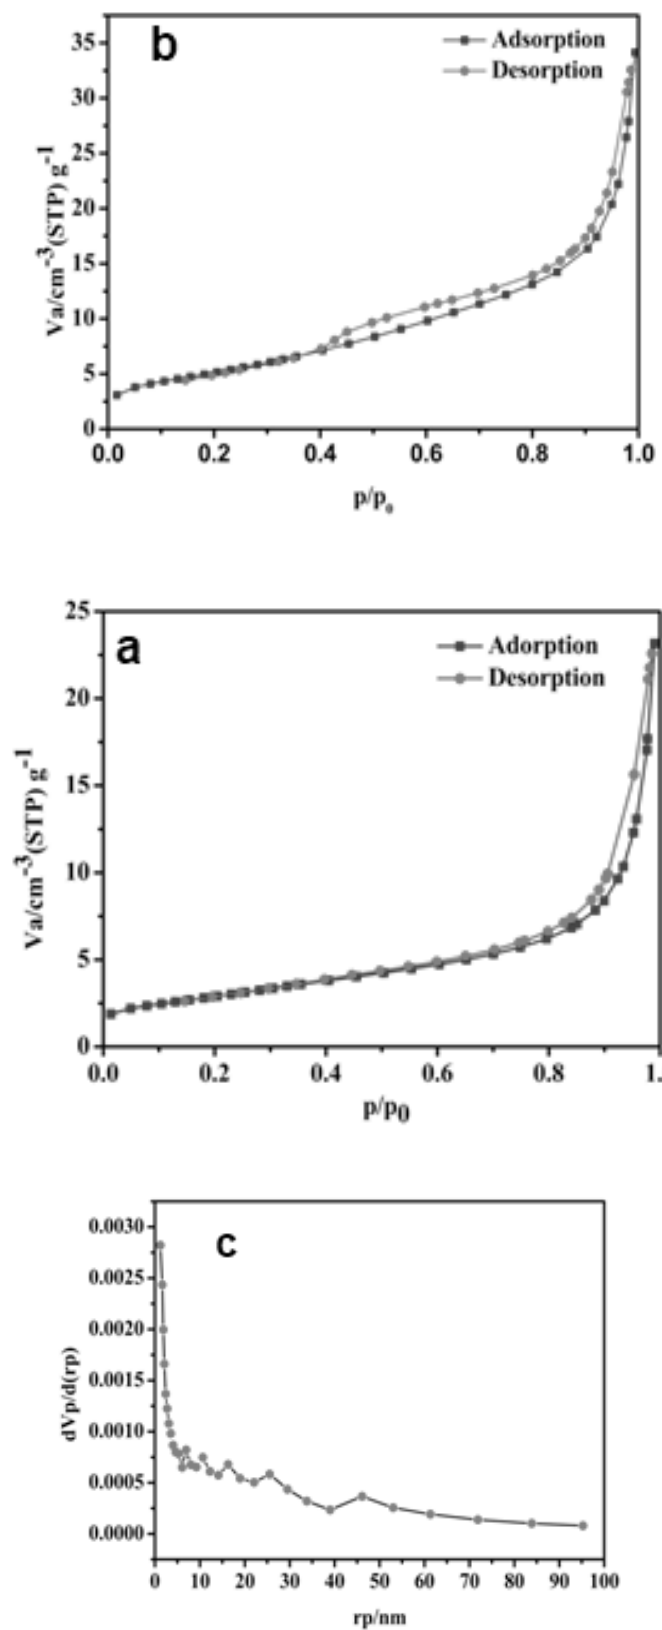 b
Adsorption
Desorption
35
30
25
20
15
10
5
0
Va/cm-3(STP) g-1
0.0 0.2 0.4 0.6 0.8 1.0
p/p0
a
Adorption
Desorption
25
20
15
10
5
0
Va/cm-3(STP) g-1
0.0 0.2 0.4 0.6 0.8 1.
p/p0
c
0.0030
0.0025
0.0020
0.0015
0.0010
0.0005
0.0000
dVp/d(rp)
0 10 20 30 40 50 60 70 80 90 100
rp/nm